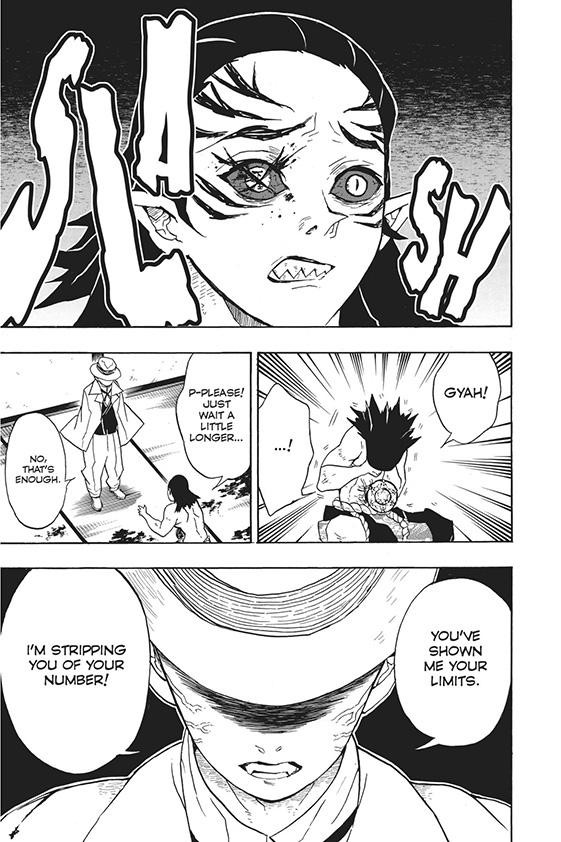 SLASH
GYAH!
...!
P-PLEASE!
JUST
WAIT A
LITTLE
LONGER...
NO,
THAT'S
ENOUGH.
YOU'VE
SHOWN
ME YOUR
LIMITS.
I'M STRIPPING
YOU OF YOUR
NUMBER!